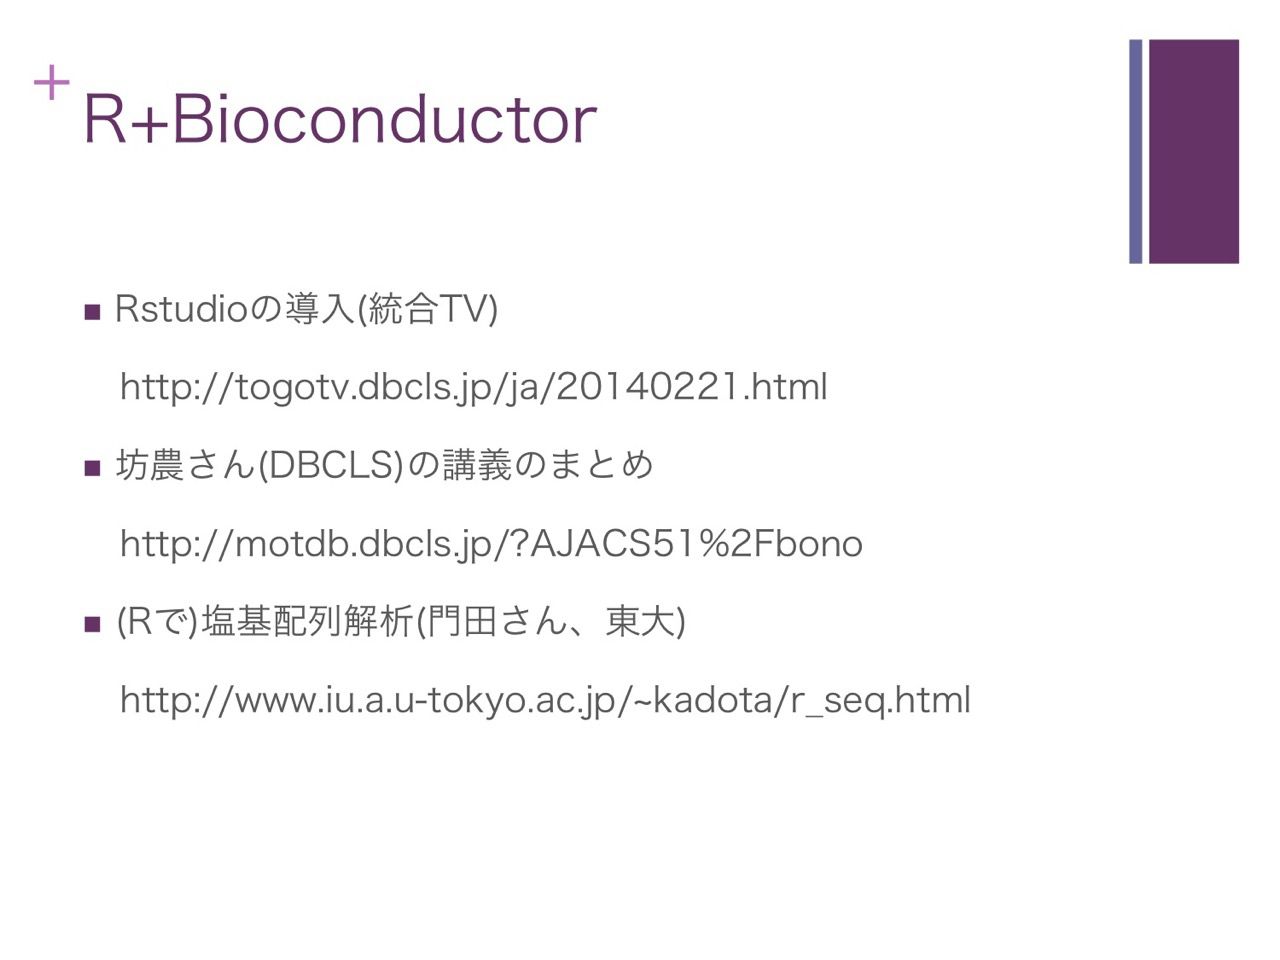 +
R+Bioconductor
■ Rstudioの導入(統合TV)
http://togotv.dbcls.jp/ja/20140221.html
■ 坊農さん(DBCLS)の講義のまとめ
http://motdb.dbcls.jp/?AJACS51%2Fbono
■ (Rで)塩基配列解析(門田さん、東大)
http://www.iu.a.u-tokyo.ac.jp/~kadota/r_seq.html